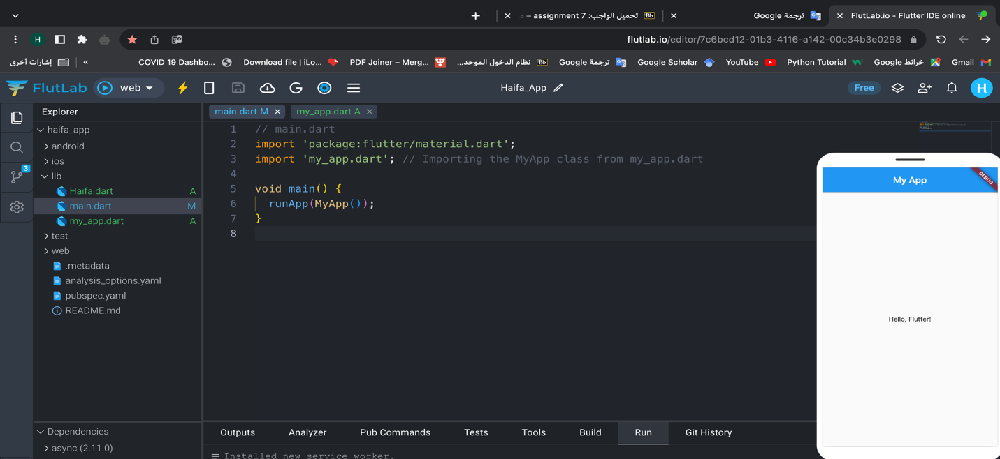 تحميل الواجب: assignment 7 – ...
ترجمة Google
FlutLab.io - Flutter IDE online
H
flutlab.io/editor/7c6bcd12-01b3-4116-a142-00c34b3e0298
إشارات أخرى
«
COVID 19 Dashbo...
Download file | iLo...
PDF Joiner – Merg...
نظام الدخول الموحد...
Bb
ترجمة Google
Google Scholar
YouTube
Python Tutorial
خرائط Google
Gmail
FlutLab
web
Haifa_App
Free
H
Explorer
main.dart M
my_app.dart A
haifa_app
android
ios
lib
3
Haifa.dart A
main.dart M
my_app.dart A
test
web
.metadata
analysis_options.yaml
pubspec.yaml
README.md
1 // main.dart
2 import 'package:flutter/material.dart';
3 import 'my_app.dart'; // Importing the MyApp class from my_app.dart
4
5 void main() {
6 runApp(MyApp());
7 }
8
My App
DEBUG
Hello, Flutter!
Dependencies
async (2.11.0)
Outputs Analyzer Pub Commands Tests Tools Build Run Git History
Installed new service worker.